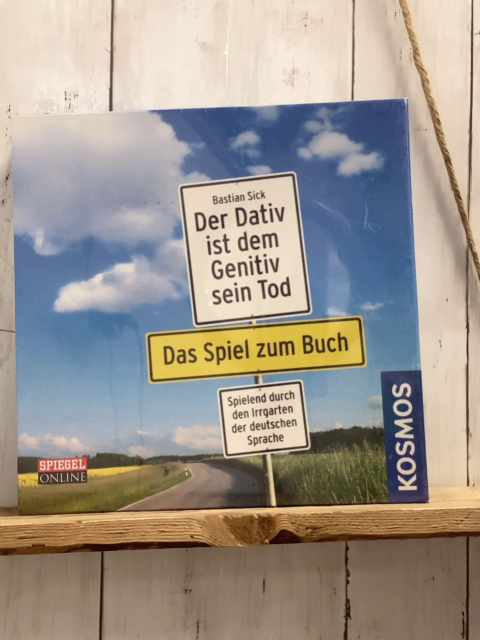 Bastian Sick
Der Dativ
ist dem
Genitiv
sein Tod
Das Spiel zum Buch
Spielend durch
den Irrgarten
der deutschen
Sprache
SPIEGEL
ONLINE
KOSMOS